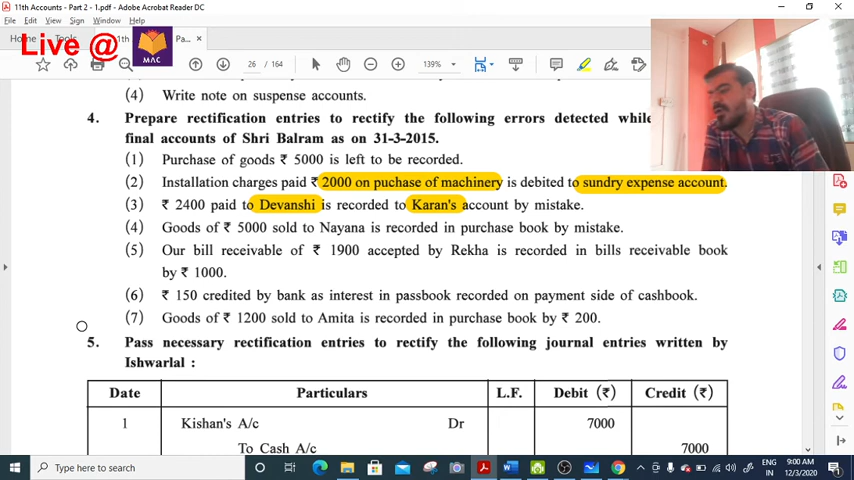 11th Accounts - Part 2 - 1.pdf - Adobe Acrobat Reader DC
File Edit View Sign Window Help
Home Tools 11th Pa... ×
Live @ MAC
26 / 164 139%
(4) Write note on suspense accounts.
4. Prepare rectification entries to rectify the following errors detected while
final accounts of Shri Balram as on 31-3-2015.
(1) Purchase of goods ₹ 5000 is left to be recorded.
(2) Installation charges paid ₹ 2000 on puchase of machinery is debited to sundry expense account.
(3) ₹ 2400 paid to Devanshi is recorded to Karan's account by mistake.
(4) Goods of ₹ 5000 sold to Nayana is recorded in purchase book by mistake.
(5) Our bill receivable of ₹ 1900 accepted by Rekha is recorded in bills receivable book
by ₹ 1000.
(6) ₹ 150 credited by bank as interest in passbook recorded on payment side of cashbook.
(7) Goods of ₹ 1200 sold to Amita is recorded in purchase book by ₹ 200.
5. Pass necessary rectification entries to rectify the following journal entries written by
Ishwarlal :
Date Particulars L.F. Debit (₹) Credit (₹)
1 Kishan's A/c Dr 7000
To Cash A/c 7000
Type here to search
ENG 9:00 AM
IN 12/3/2020